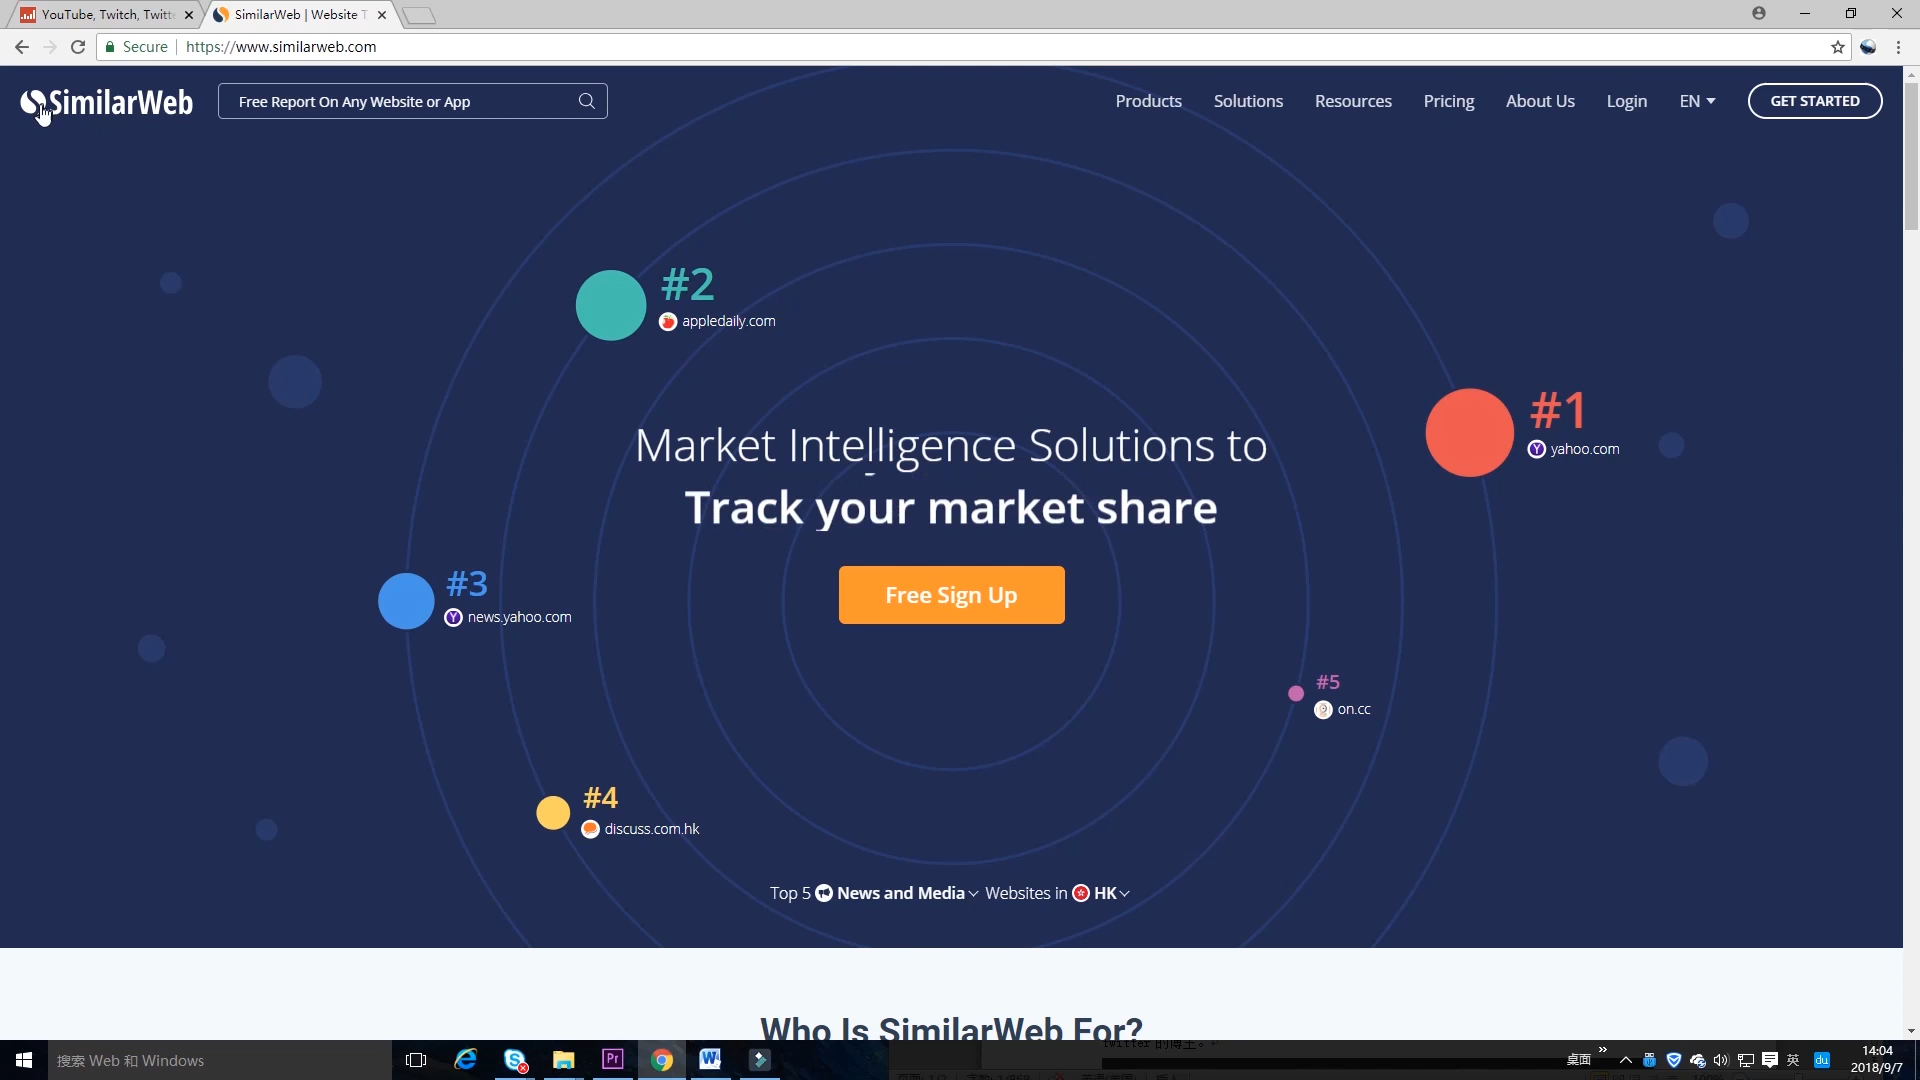 YouTube, Twitch, Twitt
SimilarWeb | Website T
Secure
https://www.similarweb.com
SimilarWeb
Free Report On Any Website or App
Products
Solutions
Resources
Pricing
About Us
Login
EN
GET STARTED
#2
appledaily.com
#1
yahoo.com
Market Intelligence Solutions to
Track your market share
Free Sign Up
#3
news.yahoo.com
#5
on.cc
#4
discuss.com.hk
Top 5 News and Media Websites in HK
Who Is SimilarWeb For?
搜索 Web 和 Windows
Pr
桌面
英
du
14:04
2018/9/7